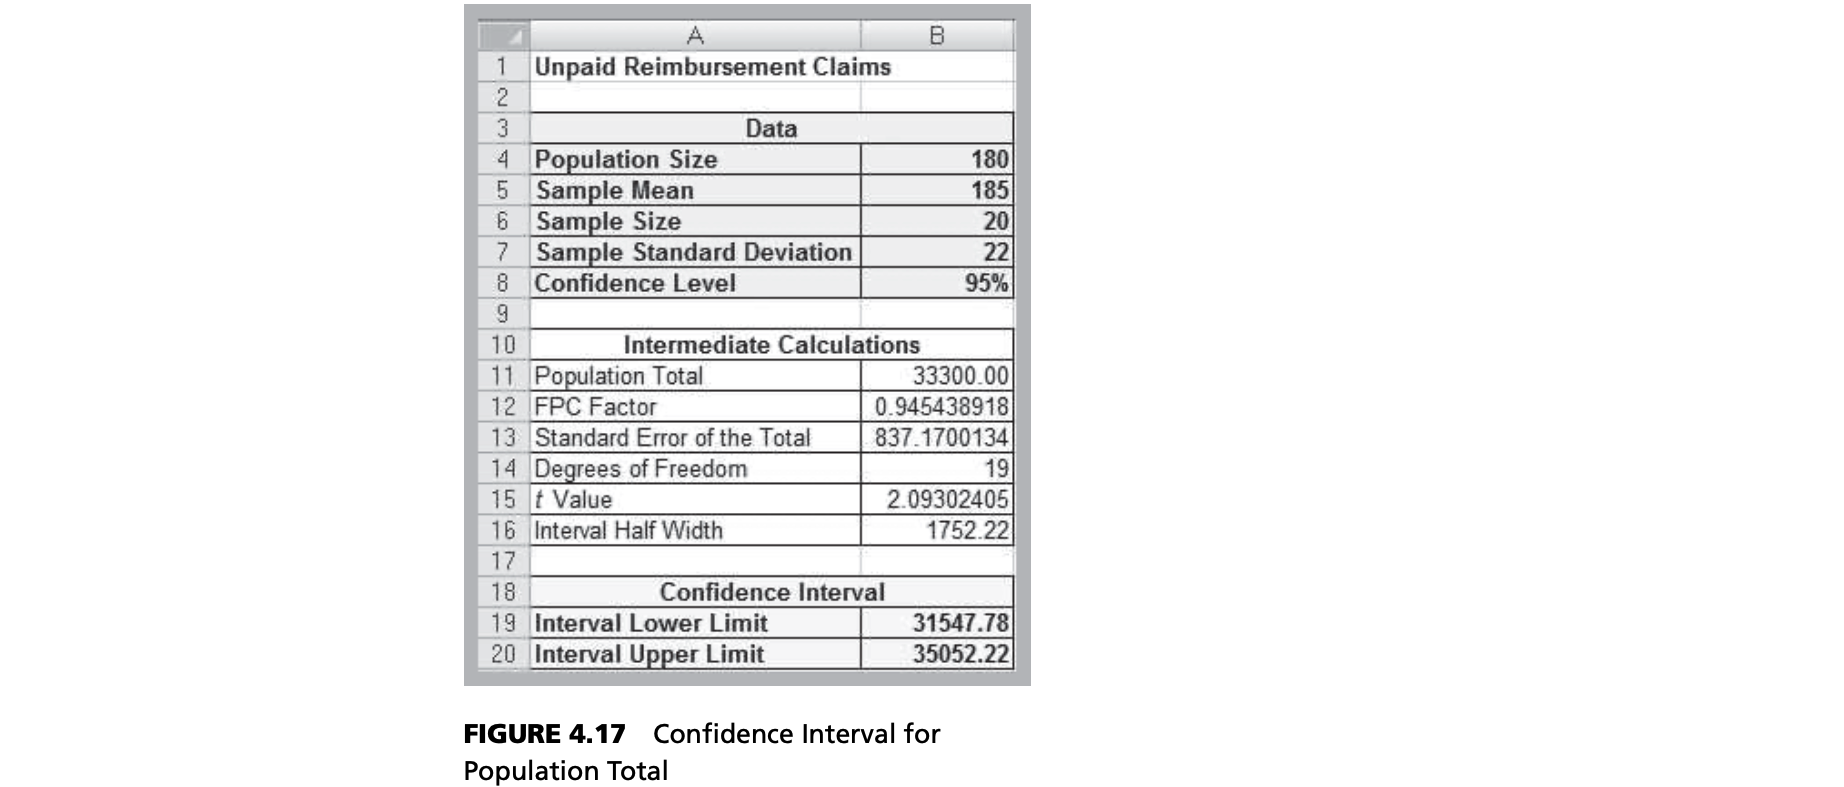 A B
1 Unpaid Reimbursement Claims
2
3 Data
4 Population Size 180
5 Sample Mean 185
6 Sample Size 20
7 Sample Standard Deviation 22
8 Confidence Level 95%
9
10 Intermediate Calculations
11 Population Total 33300.00
12 FPC Factor 0.945438918
13 Standard Error of the Total 837.1700134
14 Degrees of Freedom 19
15 t Value 2.09302405
16 Interval Half Width 1752.22
17
18 Confidence Interval
19 Interval Lower Limit 31547.78
20 Interval Upper Limit 35052.22
FIGURE 4.17 Confidence Interval for
Population Total